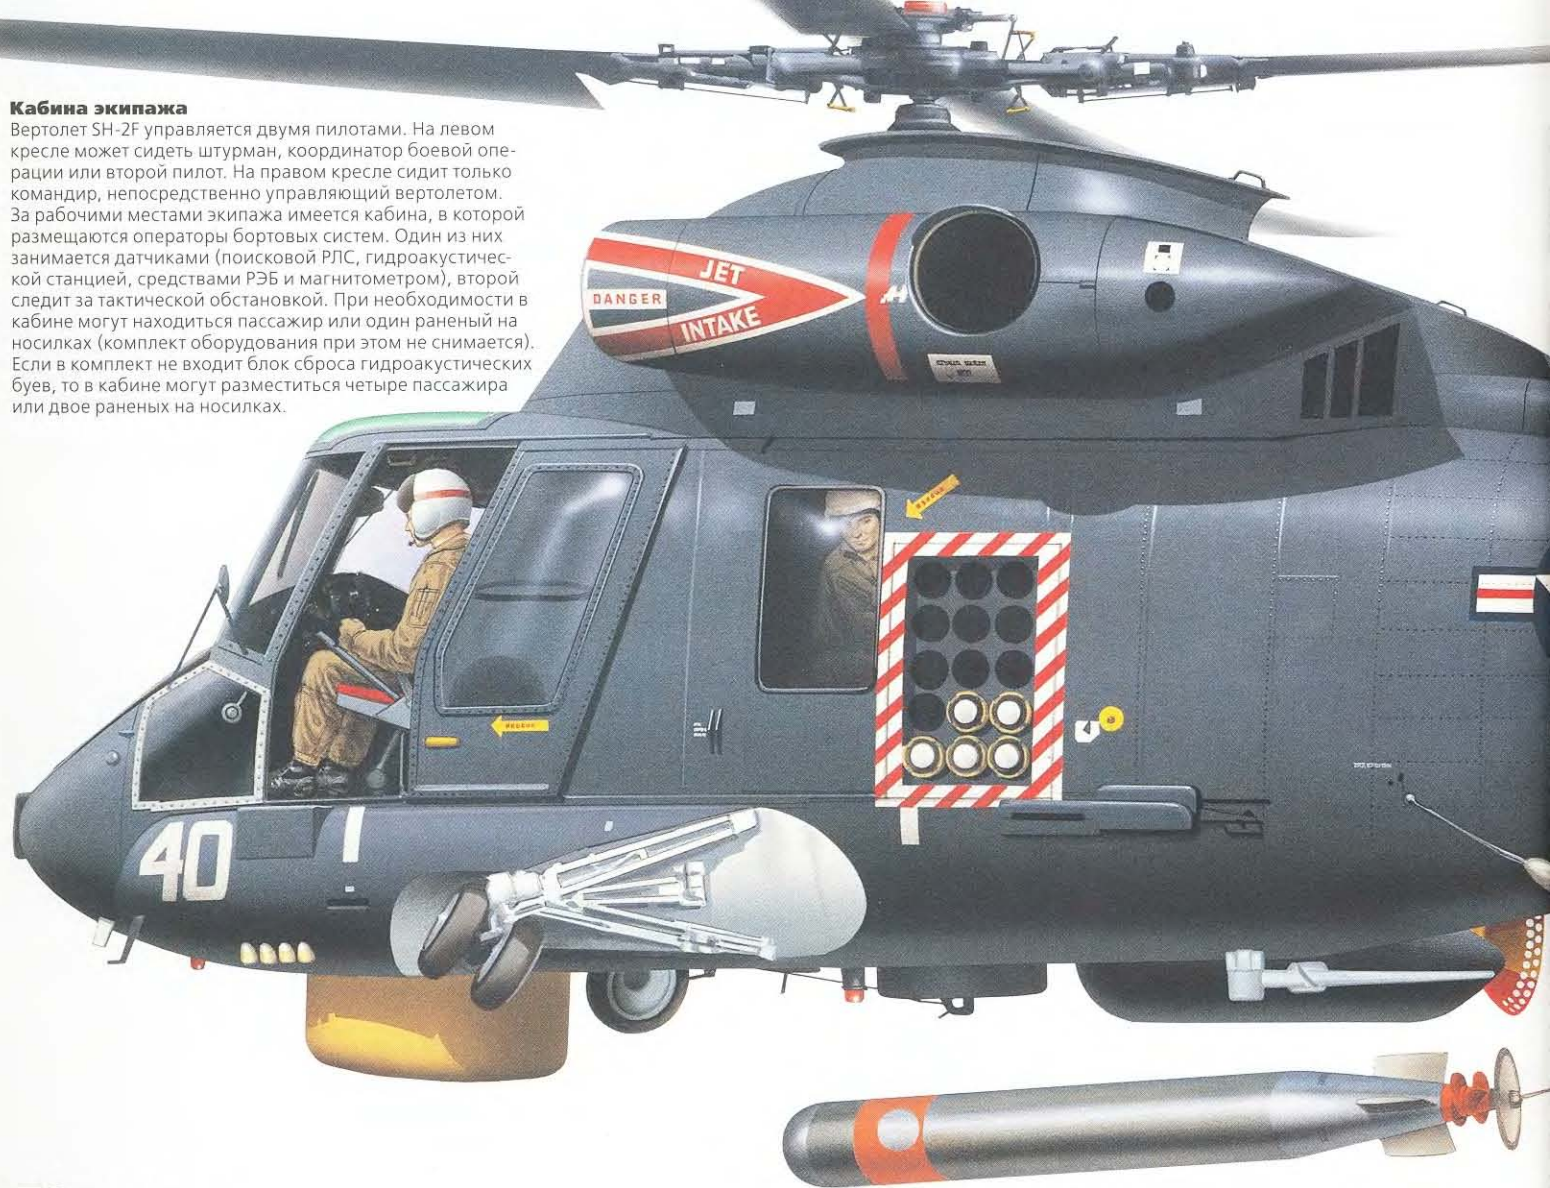 Кабина экипажа
Вертолет SH-2F управляется двумя пилотами. На левом
кресле может сидеть штурман, координатор боевой опе-
рации или второй пилот. На правом кресле сидит только
командир, непосредственно управляющий вертолетом.
За рабочими местами экипажа имеется кабина, в которой
размещаются операторы бортовых систем. Один из них
занимается датчиками (поисковой РЛС, гидроакустичес-
кой станцией, средствами РЭБ и магнитометром), второй
следит за тактической обстановкой. При необходимости в
кабине могут находиться пассажир или один раненый на
носилках (комплект оборудования при этом не снимается).
Если в комплект не входит блок сброса гидроакустических
буев, то в кабине могут разместиться четыре пассажира
или двое раненых на носилках.
JET
DANGER
INTAKE
RESCUE
RESCUE
40